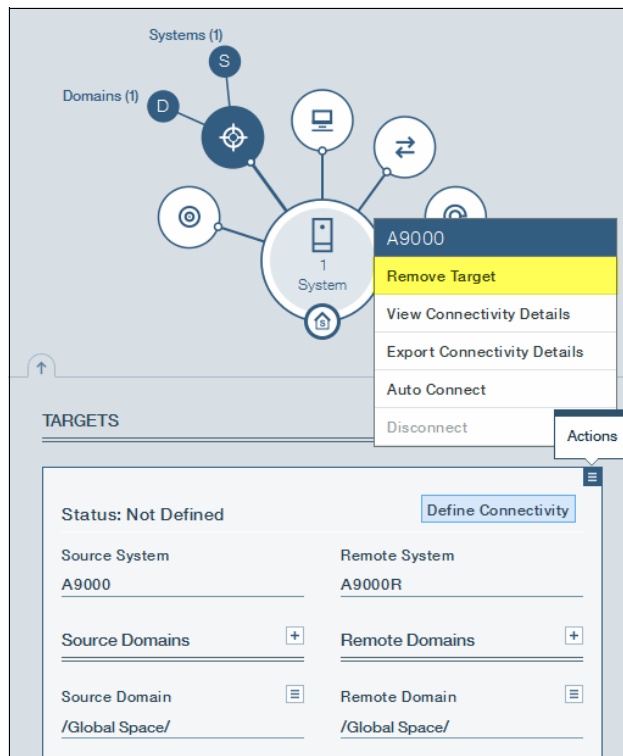 Systems (1)
S
Domains (1)
D
1
System
S
A9000
Remove Target
View Connectivity Details
Export Connectivity Details
Auto Connect
Disconnect
Actions
TARGETS
Status: Not Defined
Define Connectivity
Source System
Remote System
A9000
A9000R
Source Domains
Remote Domains
Source Domain
Remote Domain
/Global Space/
/Global Space/